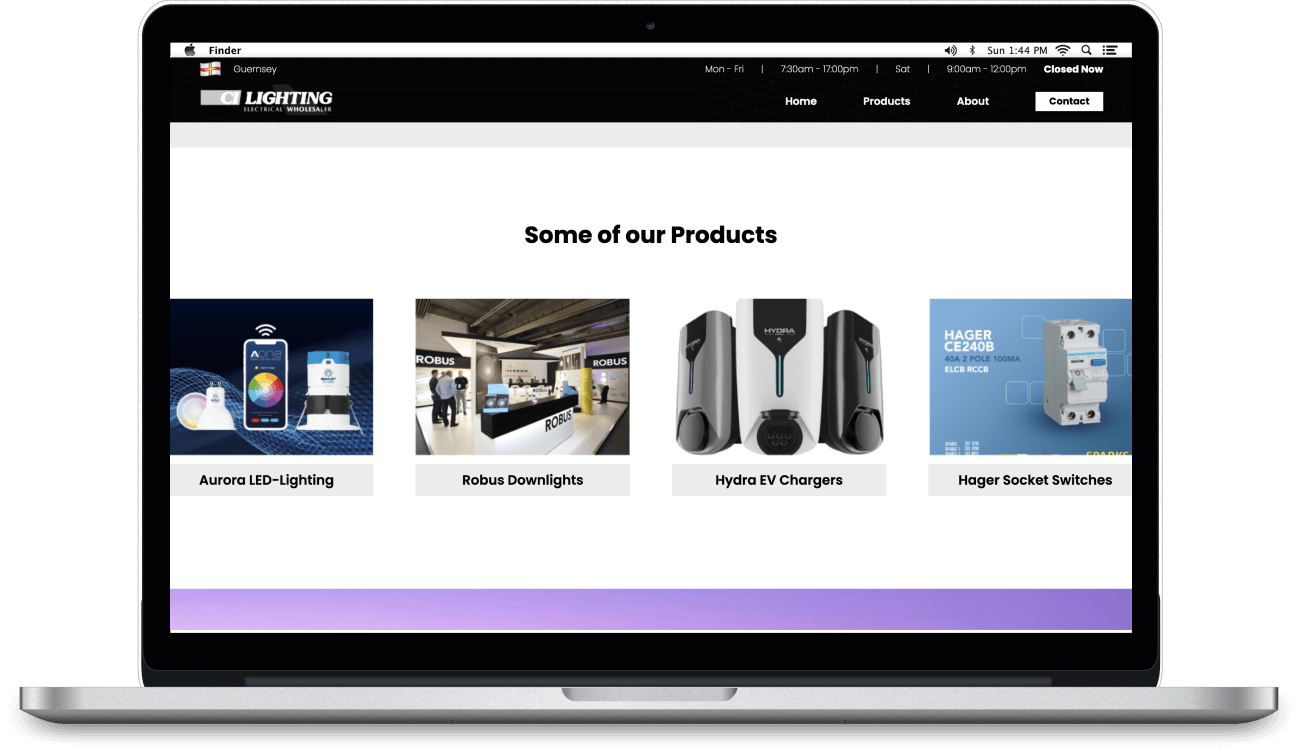 Finder
Sun 1:44 PM
Guernsey
Mon - Fri | 7:30am - 17:00pm | Sat | 9:00am - 12:00pm Closed Now
CI LIGHTING
ELECTRICAL WHOLESALER
Home Products About Contact
Some of our Products
Aone
ROBUS
ROBUS
ROBUS
HYDRA
HAGER
CE240B
40A 2 POLE 100MA
ELCB RCCB
SPARKS
Aurora LED-Lighting
Robus Downlights
Hydra EV Chargers
Hager Socket Switches